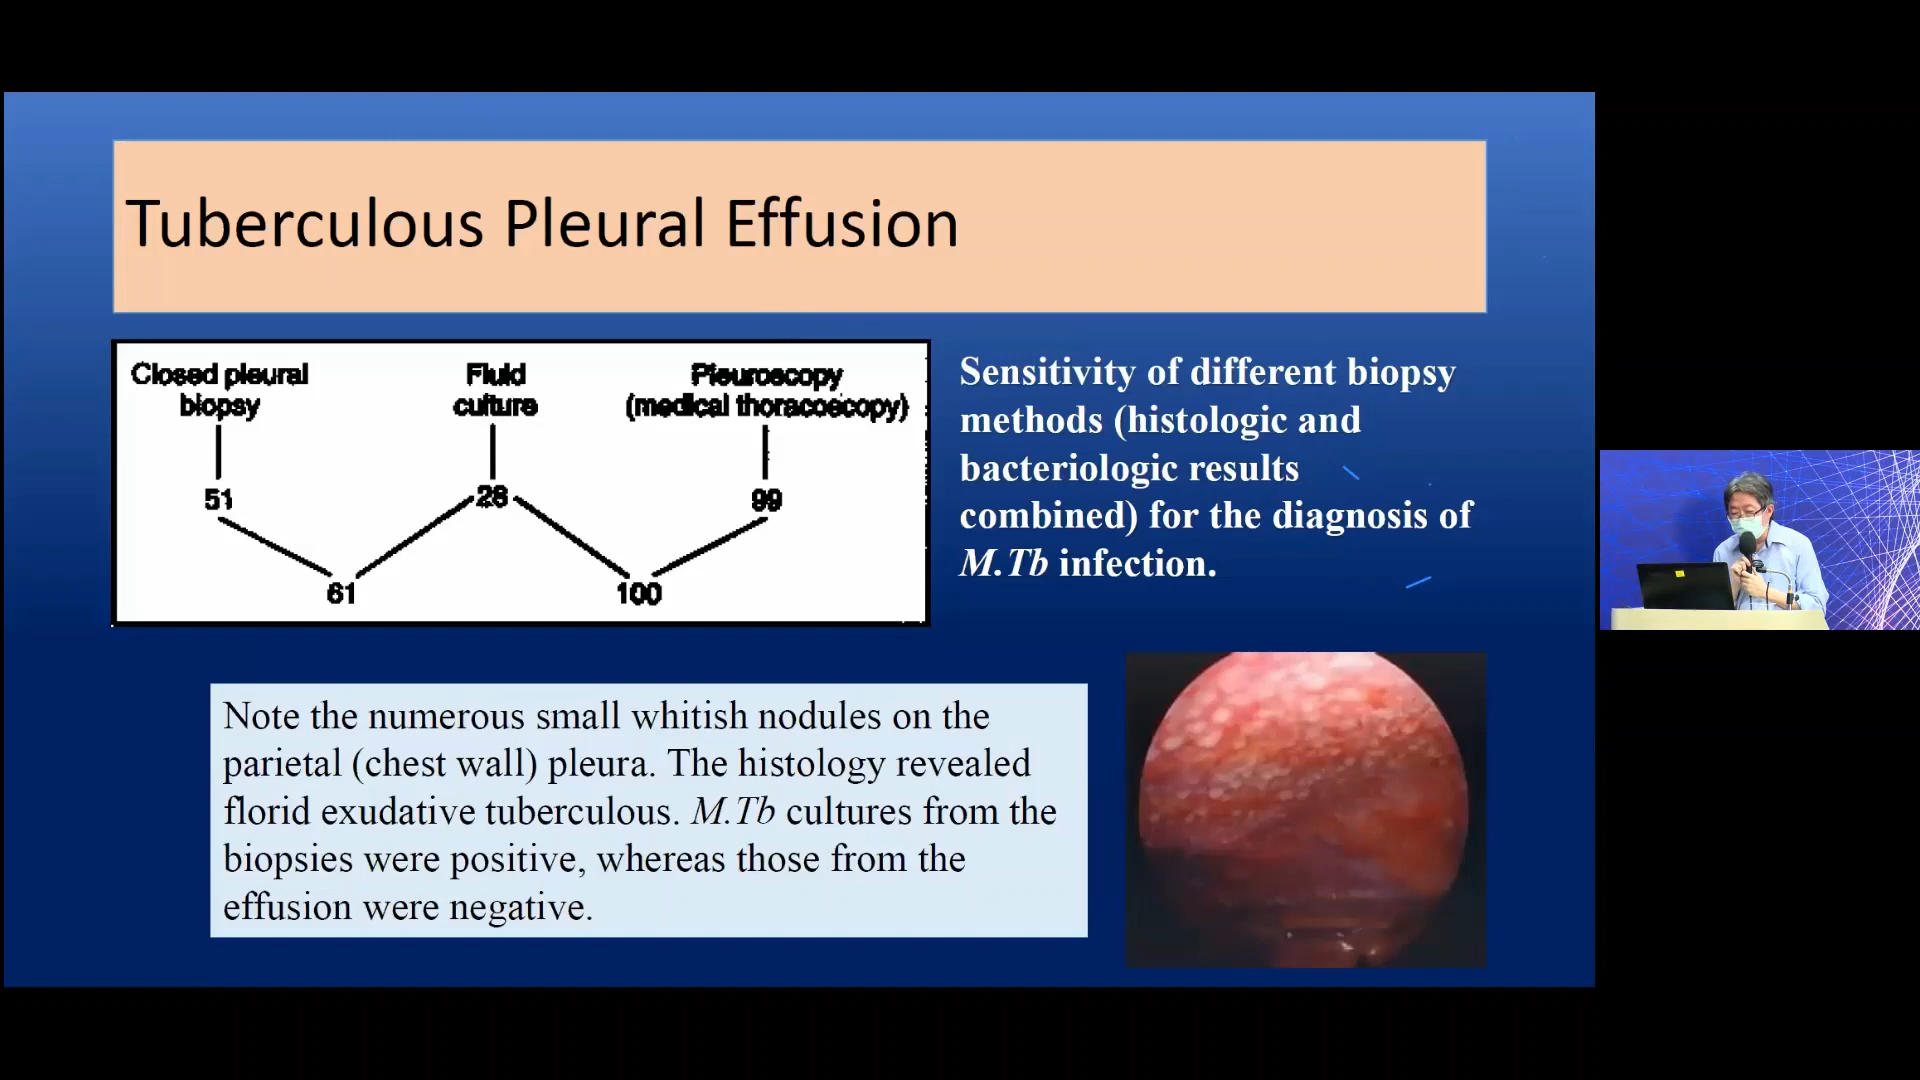 Tuberculous Pleural Effusion
Closed pleural
biopsy
Fluid
culture
Pleuroscopy
(medical thoracoscopy)
51
28
99
61
100
Sensitivity of different biopsy
methods (histologic and
bacteriologic results
combined) for the diagnosis of
M.Tb infection.
Note the numerous small whitish nodules on the
parietal (chest wall) pleura. The histology revealed
florid exudative tuberculous. M.Tb cultures from the
biopsies were positive, whereas those from the
effusion were negative.